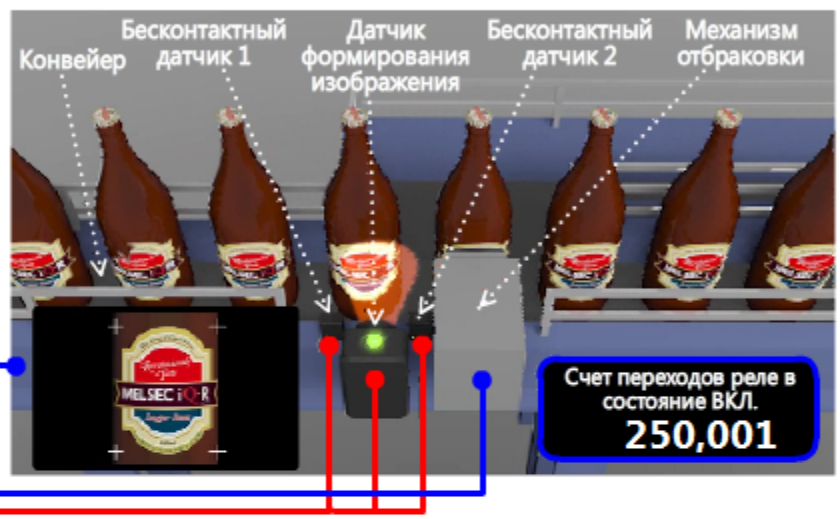 Конвейер
Бесконтактный
датчик 1
Датчик
формирования
изображения
Бесконтактный
датчик 2
Механизм
отбраковки
MELSEC iQ-R
Счет переходов реле в
состояние ВКЛ.
250,001